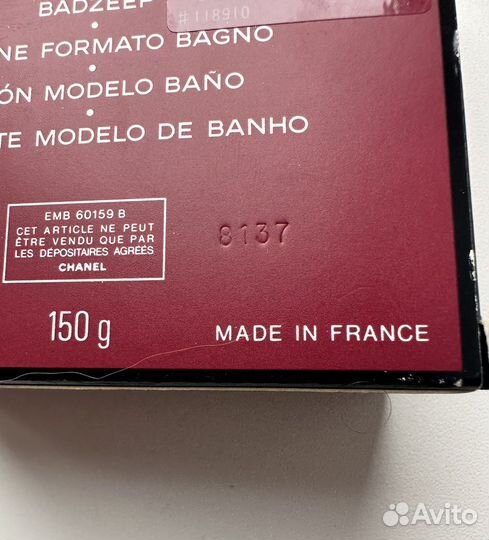 BADZEEP
#118910
NE FORMATO BAGNO
ÓN MODELO BAÑO
TE MODELO DE BANHO
EMB 60159 B
CET ARTICLE NE PEUT
ÊTRE VENDU QUE PAR
LES DÉPOSITAIRES AGRÉÉS
CHANEL
8137
150 g
MADE IN FRANCE
Avito